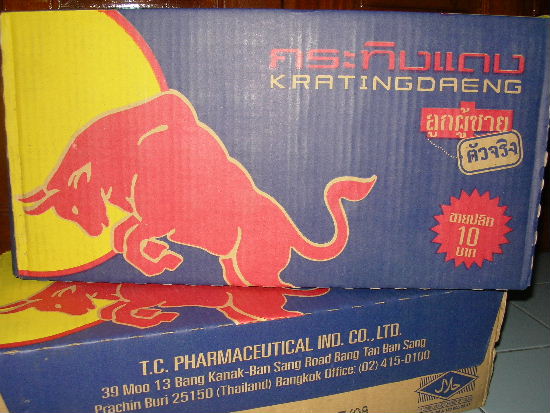 กระทิงแดง
KRATINGDAENG
ลูกผู้ชาย
ตัวจริง
ขายปลีก
10
บาท
T.C. PHARMACEUTICAL IND. CO., LTD.
39 Moo 13 Bang Kanak-Ban Sang Road Bang Tan Ban Sang
Prachin Buri 25150 (Thailand) Bangkok Office: (02) 415-0100